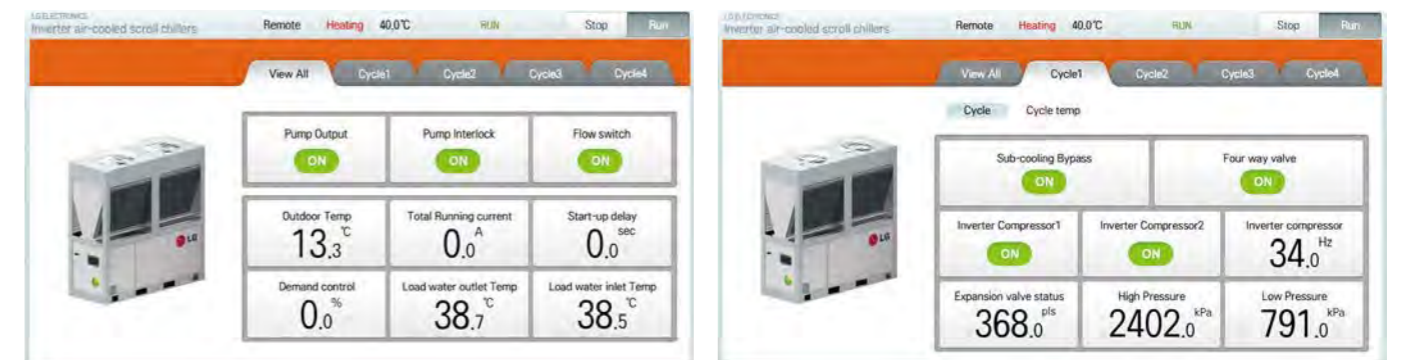 LG ELECTRONICS
Inverter air-cooled scroll chillers
Remote Heating 40.0℃ RUN Stop Run
View All Cycle1 Cycle2 Cycle3 Cycle4
Pump Output Pump Interlock Flow switch
ON ON ON
Outdoor Temp Total Running current Start-up delay
13.3 ℃ 0.0 A 0.0 sec
LG
Demand control Load water outlet Temp Load water inlet Temp
0.0 % 38.7 ℃ 38.5 ℃
LG ELECTRONICS
Inverter air-cooled scroll chillers
Remote Heating 40.0℃ RUN Stop Run
View All Cycle1 Cycle2 Cycle3 Cycle4
Cycle Cycle temp
Sub-cooling Bypass Four way valve
ON ON
Inverter Compressor1 Inverter Compressor2 Inverter compressor
ON ON 34.0 Hz
LG
Expansion valve status High Pressure Low Pressure
368.0 pls 2402.0 kPa 791.0 kPa